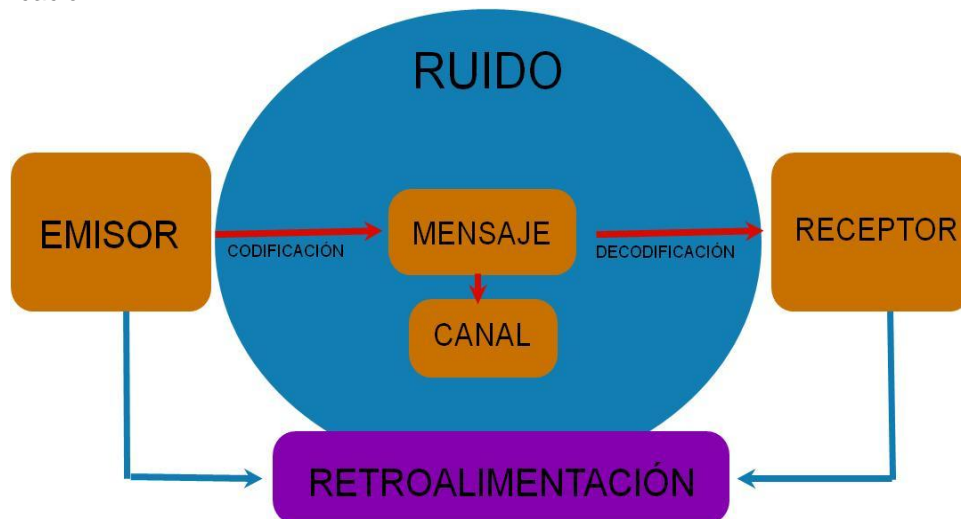 RUIDO
EMISOR
CODIFICACIÓN
MENSAJE
DECODIFICACIÓN
RECEPTOR
CANAL
RETROALIMENTACIÓN